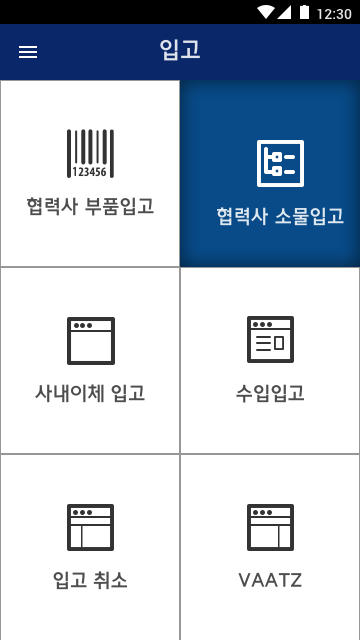 12:30
입고
123456
협력사 부품입고
협력사 소물입고
사내이체 입고
수입입고
입고 취소
VAATZ